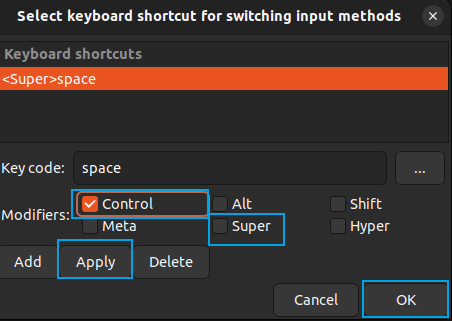 Select keyboard shortcut for switching input methods
Keyboard shortcuts
<Super>space
Key code: space ...
Modifiers: Control Alt Shift
Meta Super Hyper
Add Apply Delete
Cancel OK